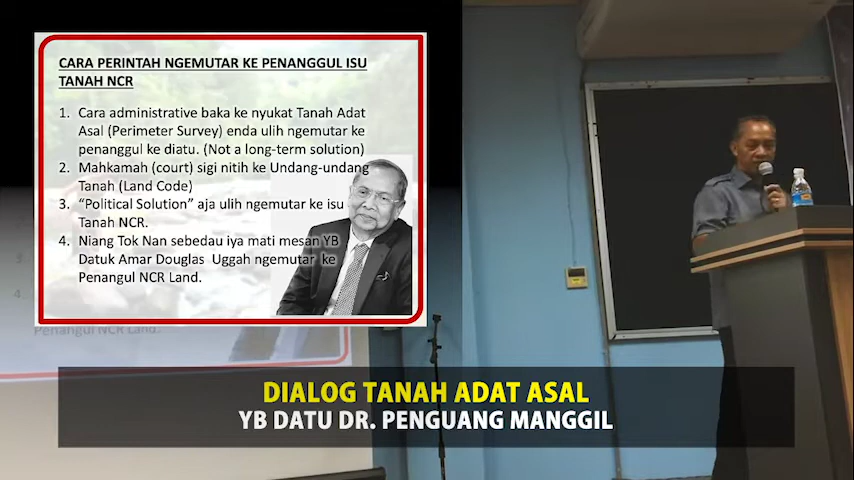 CARA PERINTAH NGEMUTAR KE PENANGGUL ISU
TANAH NCR
1. Cara administrative baka ke nyukat Tanah Adat
Asal (Perimeter Survey) enda ulih ngemutar ke
penanggul ke diatu. (Not a long-term solution)
2. Mahkamah (court) sigi nitih ke Undang-undang
Tanah (Land Code)
3. “Political Solution” aja ulih ngemutar ke isu
Tanah NCR.
4. Niang Tok Nan sebedau iya mati mesan YB
Datuk Amar Douglas Uggah ngemutar ke
Penangul NCR Land.
Penangul NCR Land.
DIALOG TANAH ADAT ASAL
YB DATU DR. PENGUANG MANGGIL